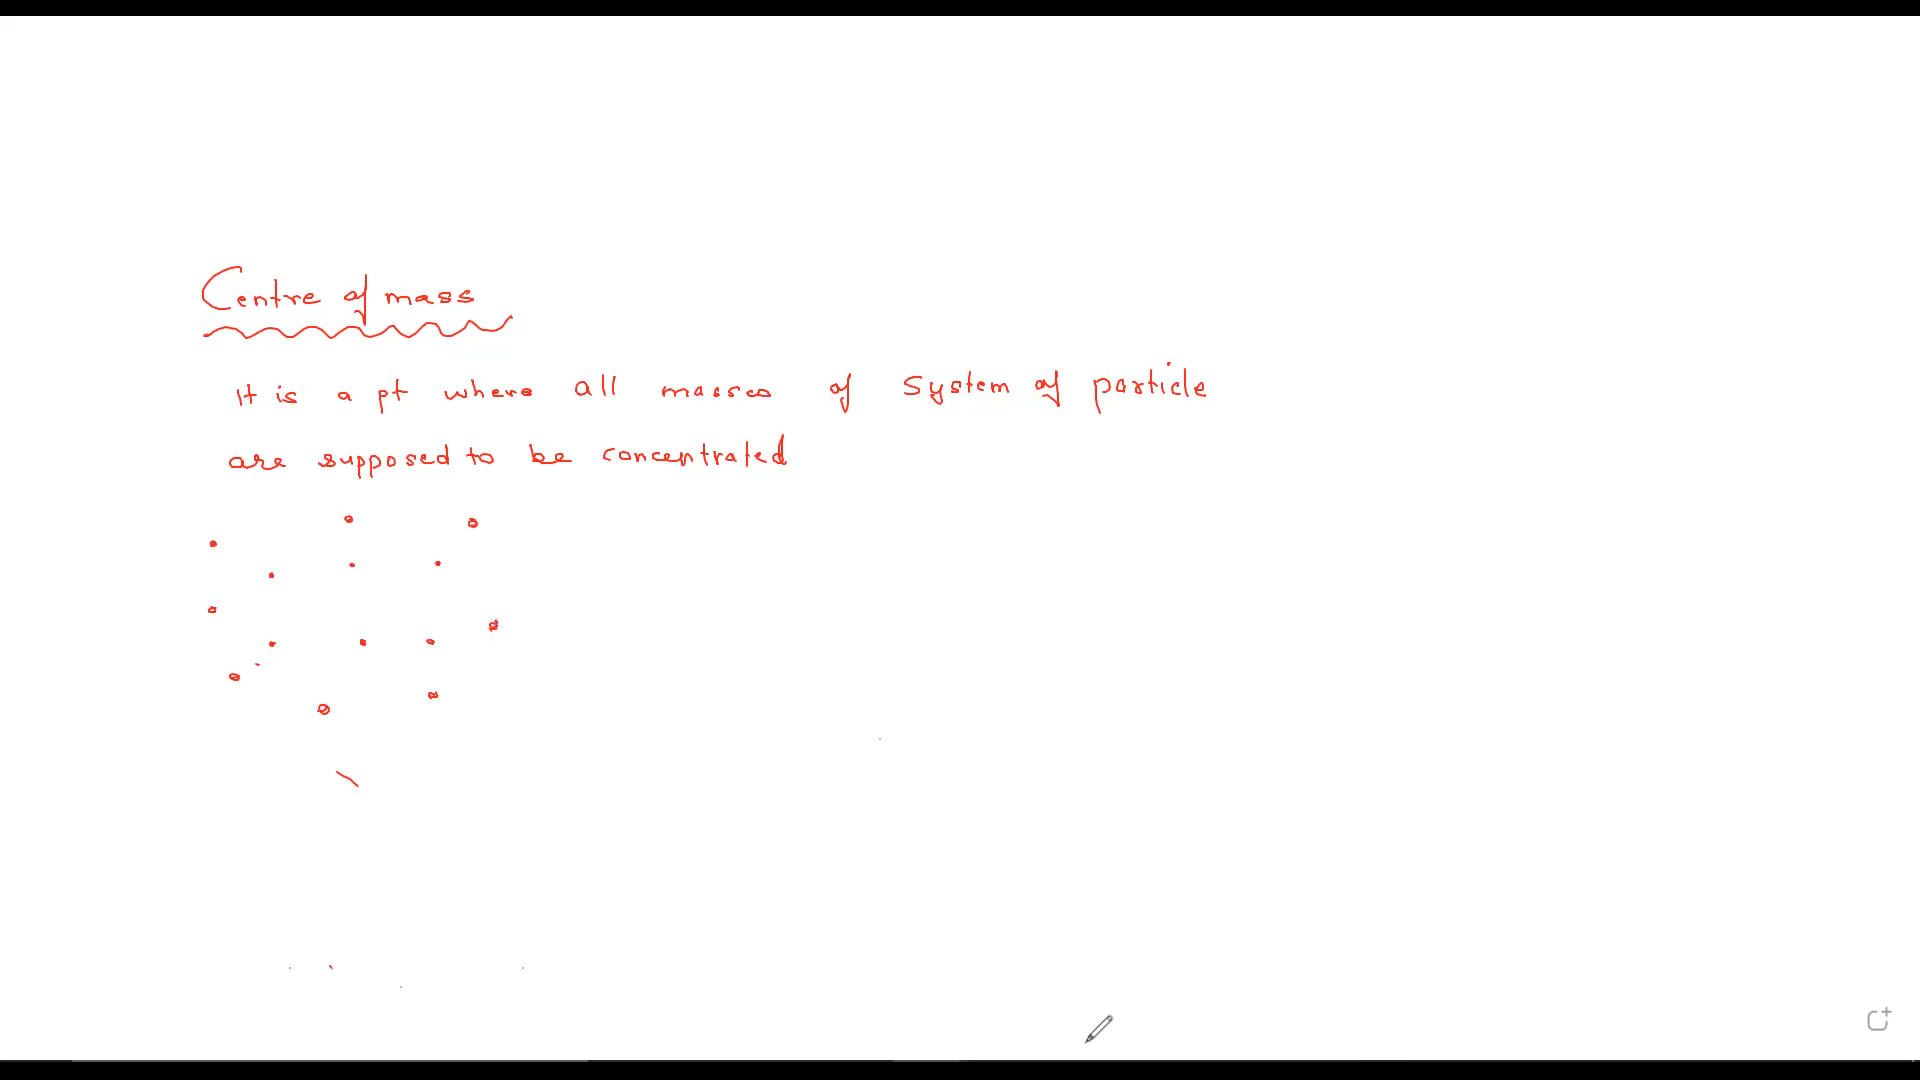 Centre of mass
It is a pt where all masses of system of particle
are supposed to be concentrated